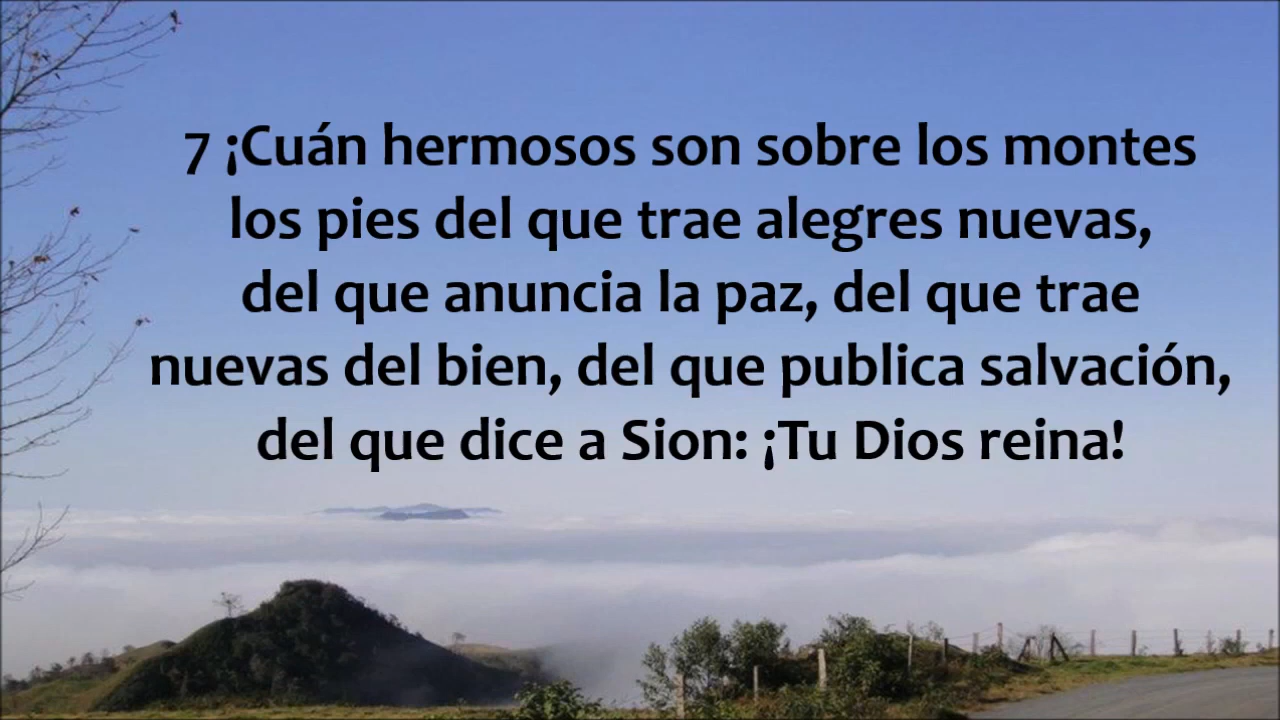 7 ¡Cuán hermosos son sobre los montes
los pies del que trae alegres nuevas,
del que anuncia la paz, del que trae
nuevas del bien, del que publica salvación,
del que dice a Sion: ¡Tu Dios reina!